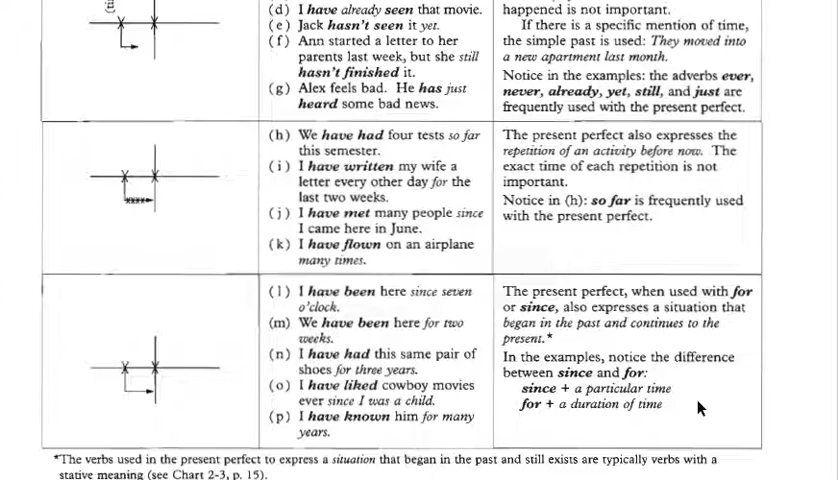 (d) I have already seen that movie.
(e) Jack hasn't seen it yet.
(f) Ann started a letter to her
parents last week, but she still
hasn't finished it.
(g) Alex feels bad. He has just
heard some bad news.
happened is not important.
If there is a specific mention of time,
the simple past is used: They moved into
a new apartment last month.
Notice in the examples: the adverbs ever,
never, already, yet, still, and just are
frequently used with the present perfect.
(h) We have had four tests so far
this semester.
(i) I have written my wife a
letter every other day for the
last two weeks.
(j) I have met many people since
I came here in June.
(k) I have flown on an airplane
many times.
The present perfect also expresses the
repetition of an activity before now. The
exact time of each repetition is not
important.
Notice in (h): so far is frequently used
with the present perfect.
(l) I have been here since seven
o'clock.
(m) We have been here for two
weeks.
(n) I have had this same pair of
shoes for three years.
(o) I have liked cowboy movies
ever since I was a child.
(p) I have known him for many
years.
The present perfect, when used with for
or since, also expresses a situation that
began in the past and continues to the
present.*
In the examples, notice the difference
between since and for:
since + a particular time
for + a duration of time
*The verbs used in the present perfect to express a situation that began in the past and still exists are typically verbs with a
stative meaning (see Chart 2-3, p. 15).